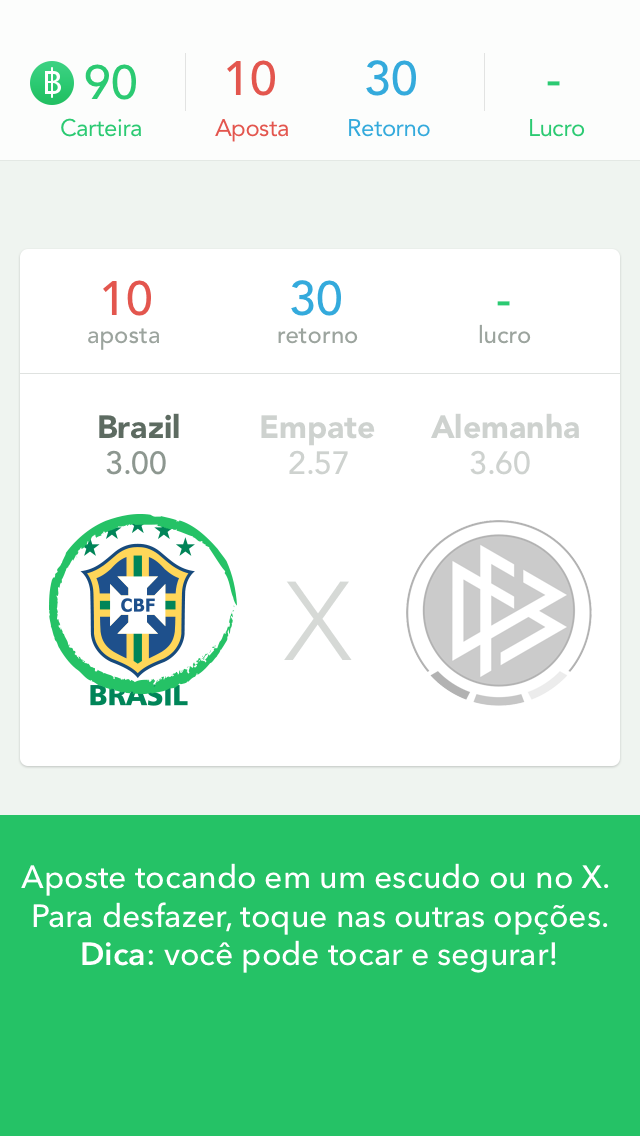 ฿ 90 10 30 -
Carteira Aposta Retorno Lucro
10 30 -
aposta retorno lucro
Brazil Empate Alemanha
3.00 2.57 3.60
CBF
X
BRASIL
Aposte tocando em um escudo ou no X.
Para desfazer, toque nas outras opções.
Dica: você pode tocar e segurar!